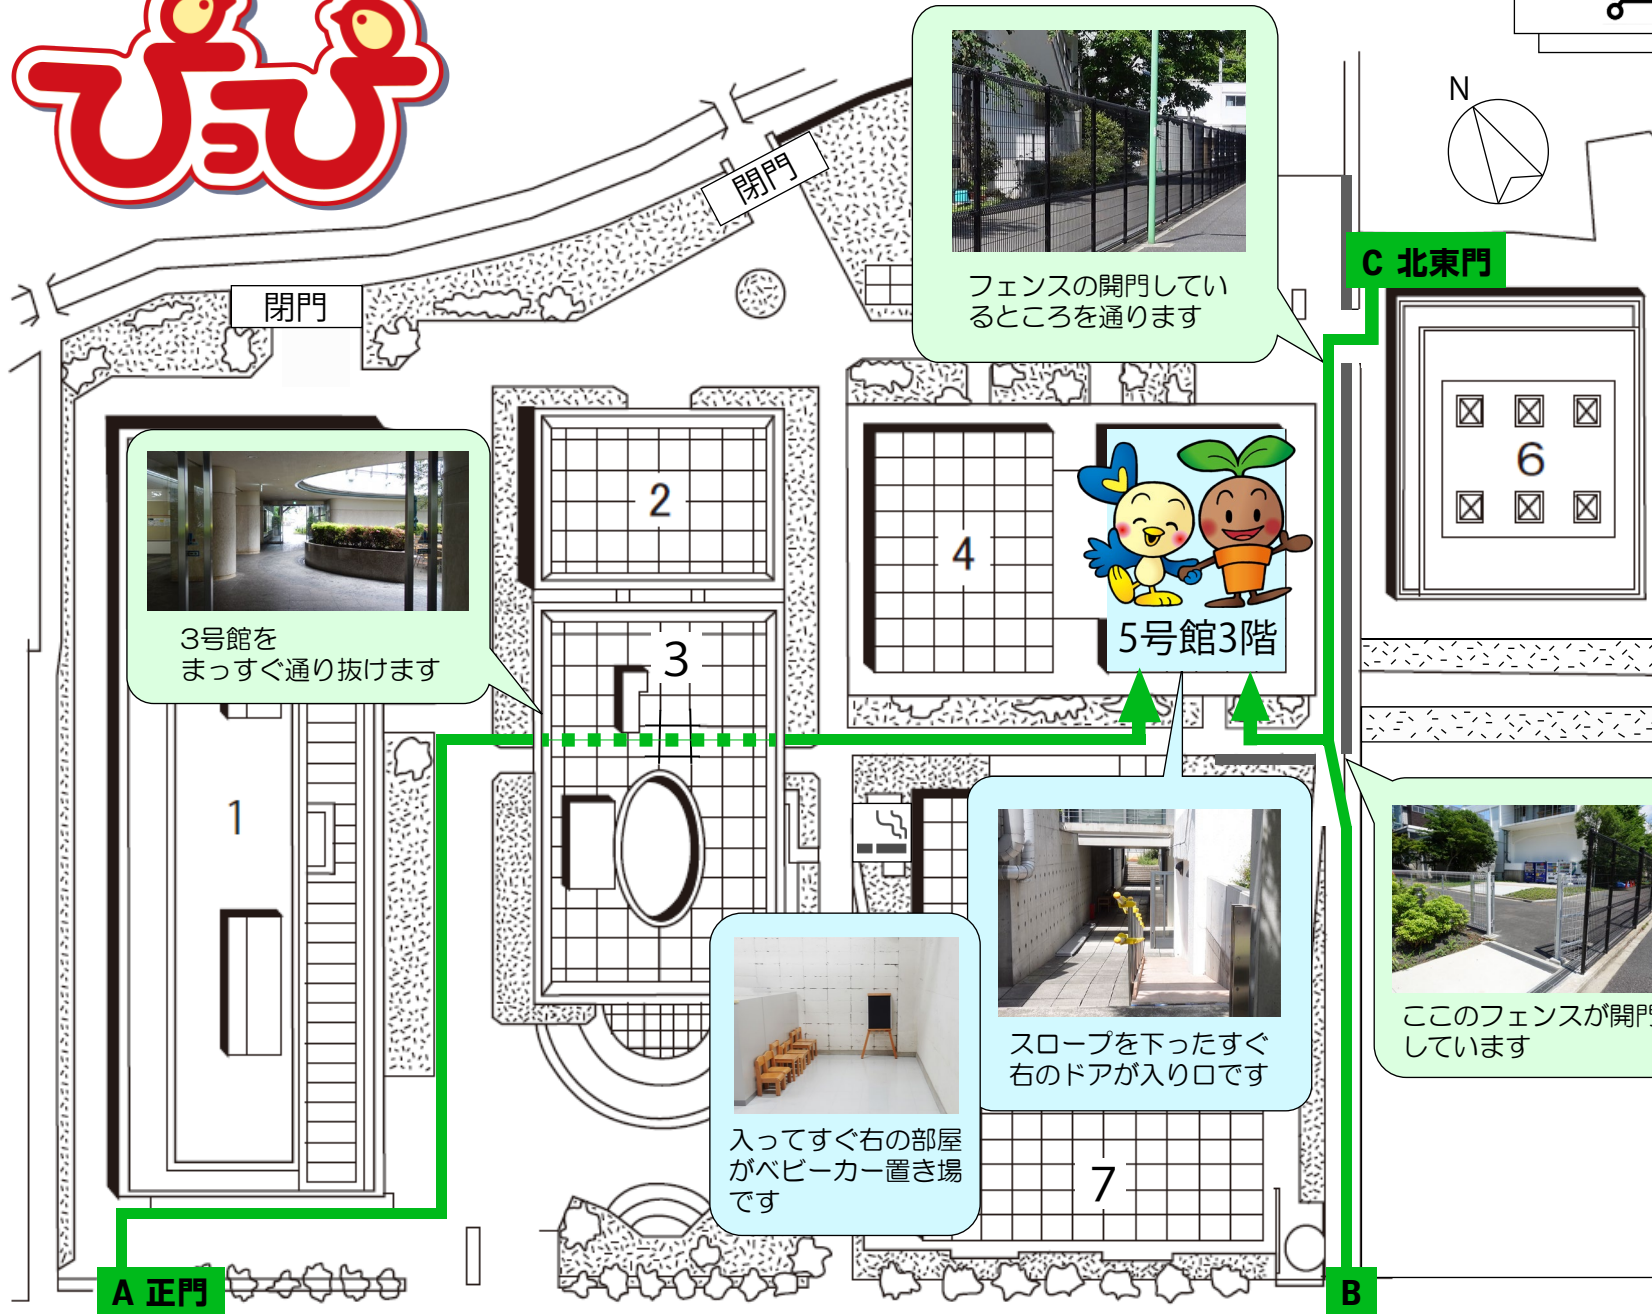 ぴっぴ
N
閉門
閉門
フェンスの開門してい
るところを通ります
C 北東門
3号館を
まっすぐ通り抜けます
2
3
4
5号館3階
6
1
スロープを下ったすぐ
右のドアが入り口です
ここのフェンスが開門
しています
入ってすぐ右の部屋
がベビーカー置き場
です
7
A 正門
B